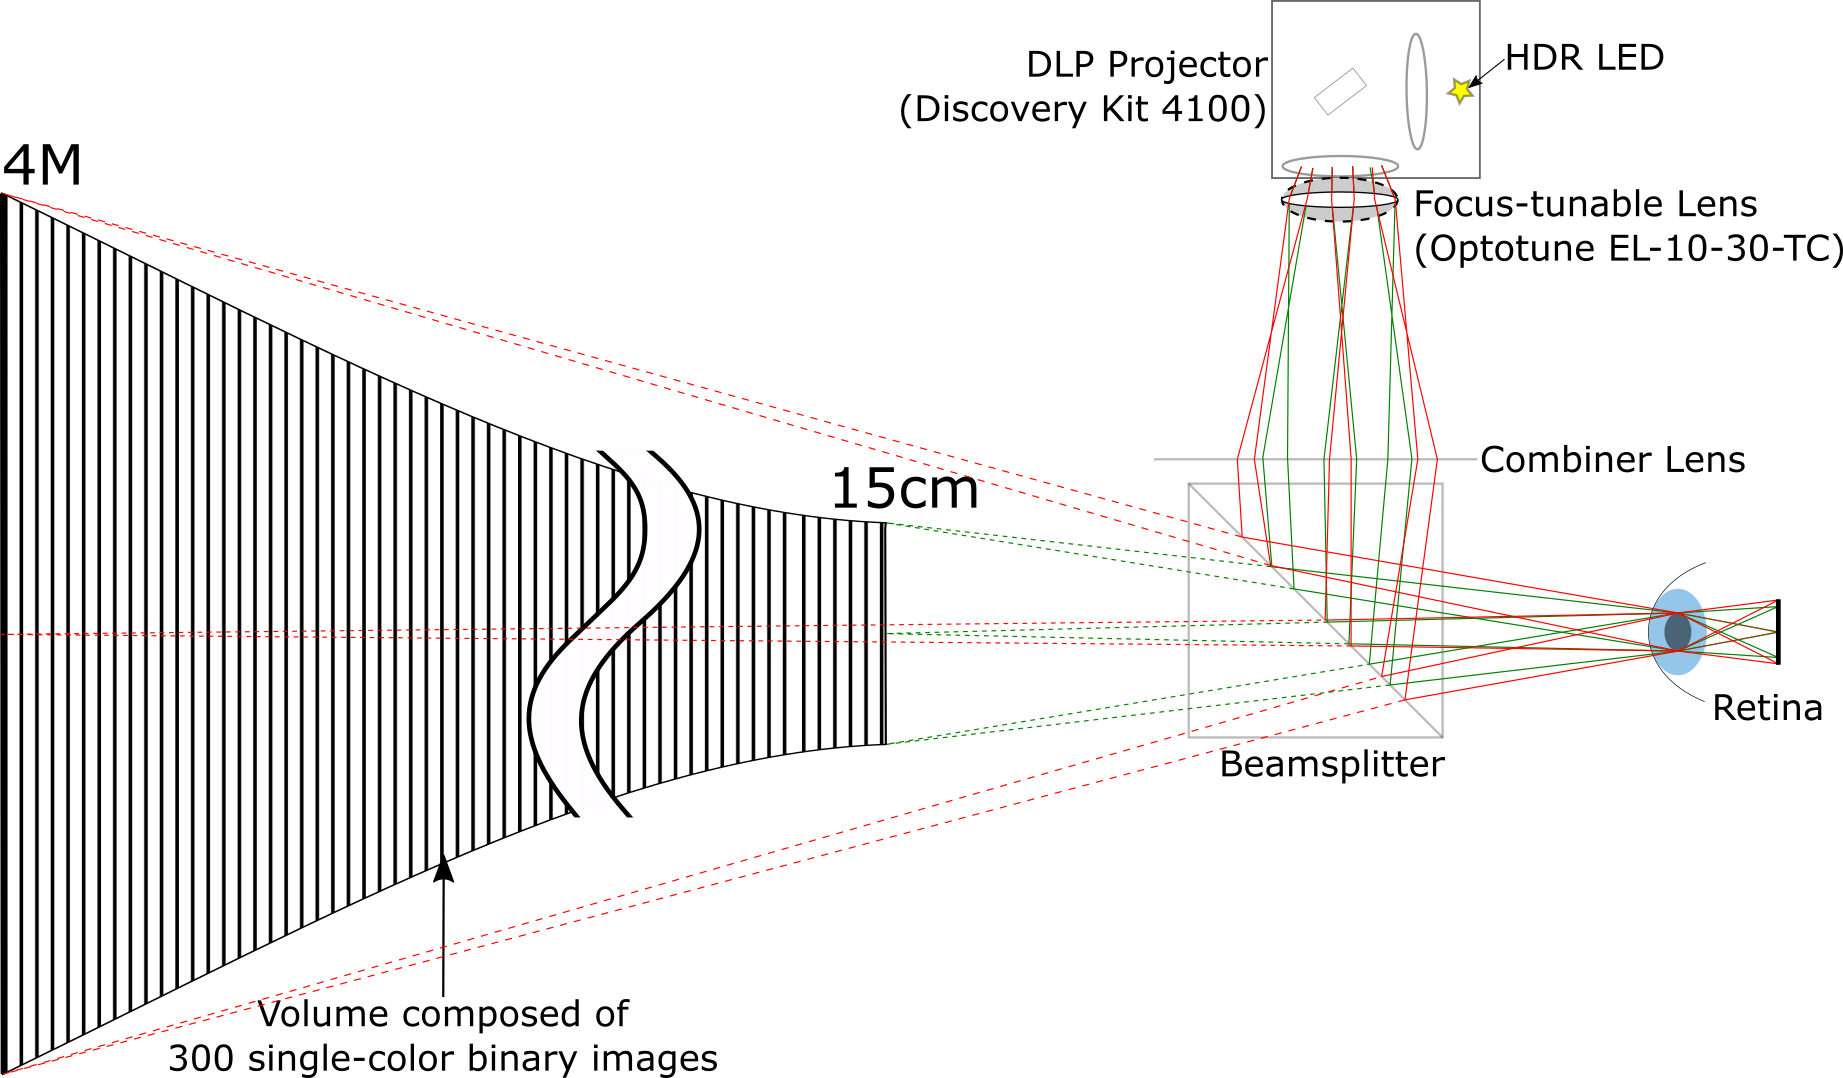 DLP Projector
(Discovery Kit 4100)
HDR LED
4M
Focus-tunable Lens
(Optotune EL-10-30-TC)
15cm
Combiner Lens
Retina
Beamsplitter
Volume composed of
300 single-color binary images